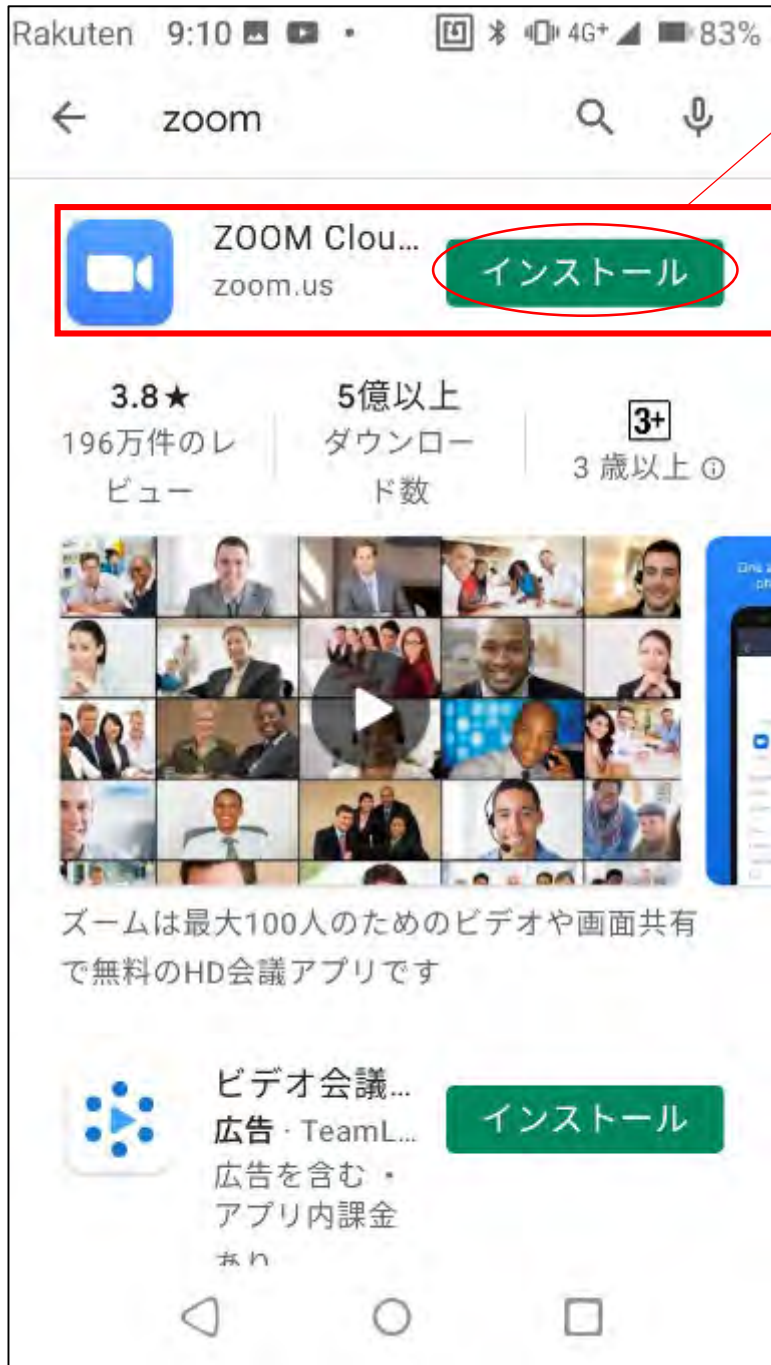 Rakuten 9:10 4G+ 83%
zoom
ZOOM Clou...
zoom.us
インストール
3.8★
196万件のレ
ビュー
5億以上
ダウンロー
ド数
3+
3 歳以上
ズームは最大100人のためのビデオや画面共有
で無料のHD会議アプリです
ビデオ会議...
広告・TeamL...
広告を含む・
アプリ内課金
あり
インストール